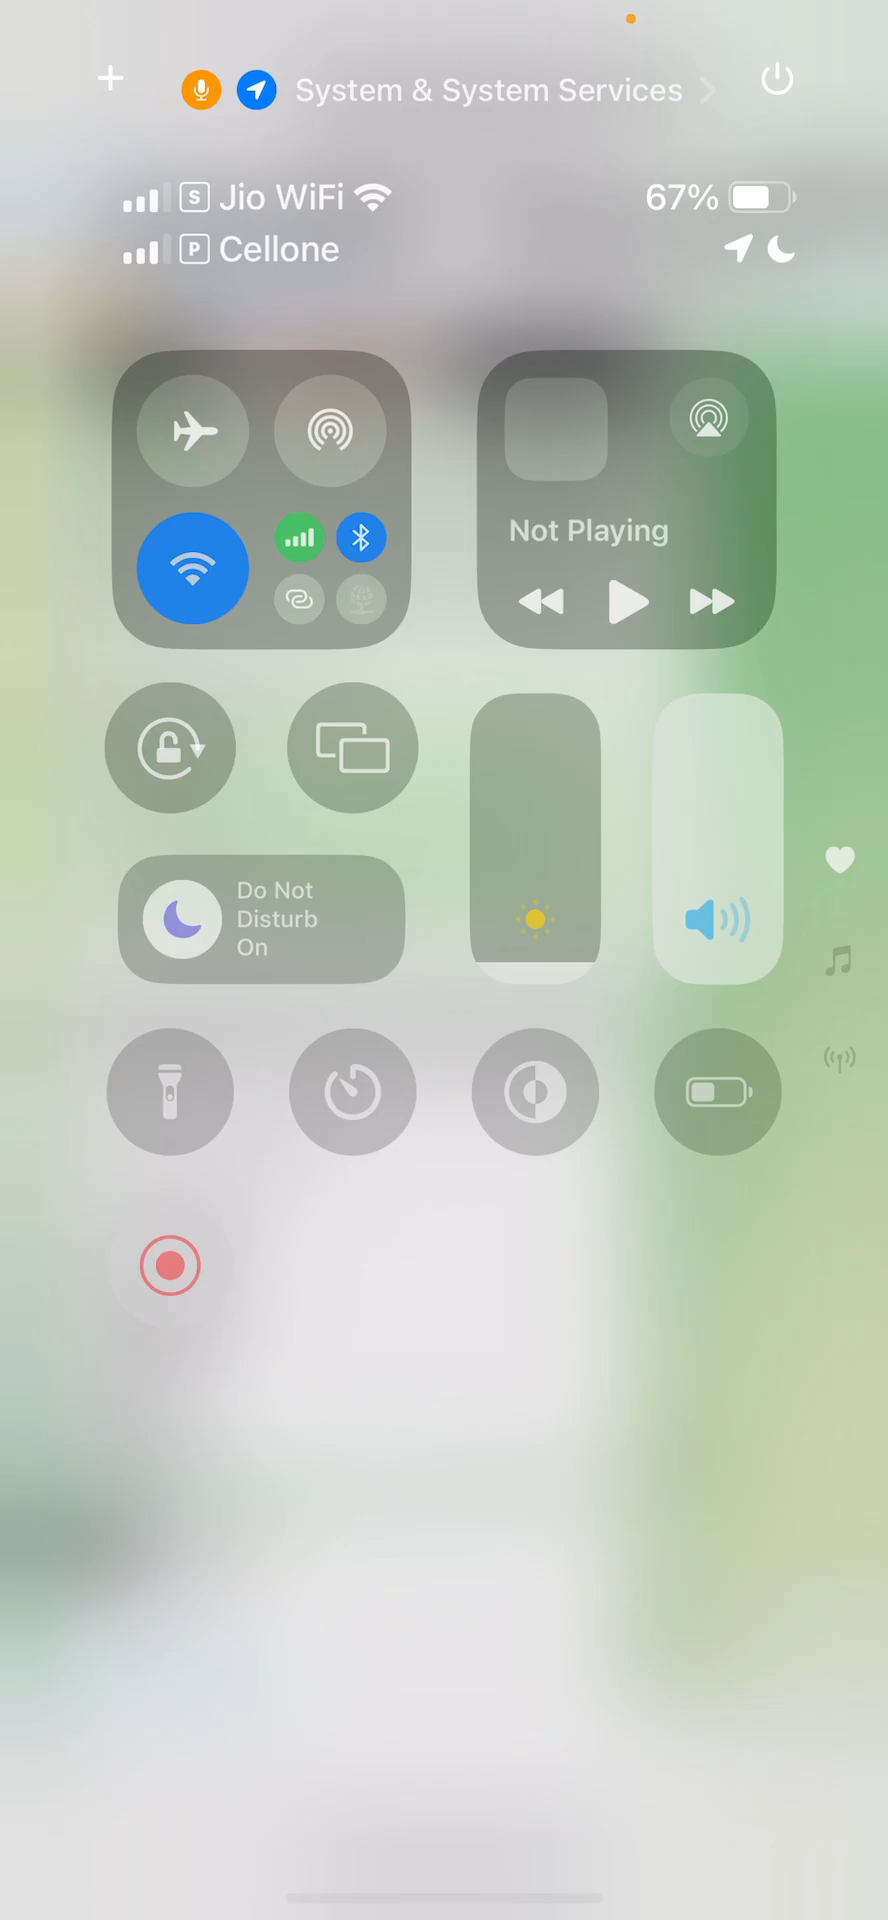 System & System Services
S Jio WiFi
67%
P Cellone
Not Playing
Do Not
Disturb
On